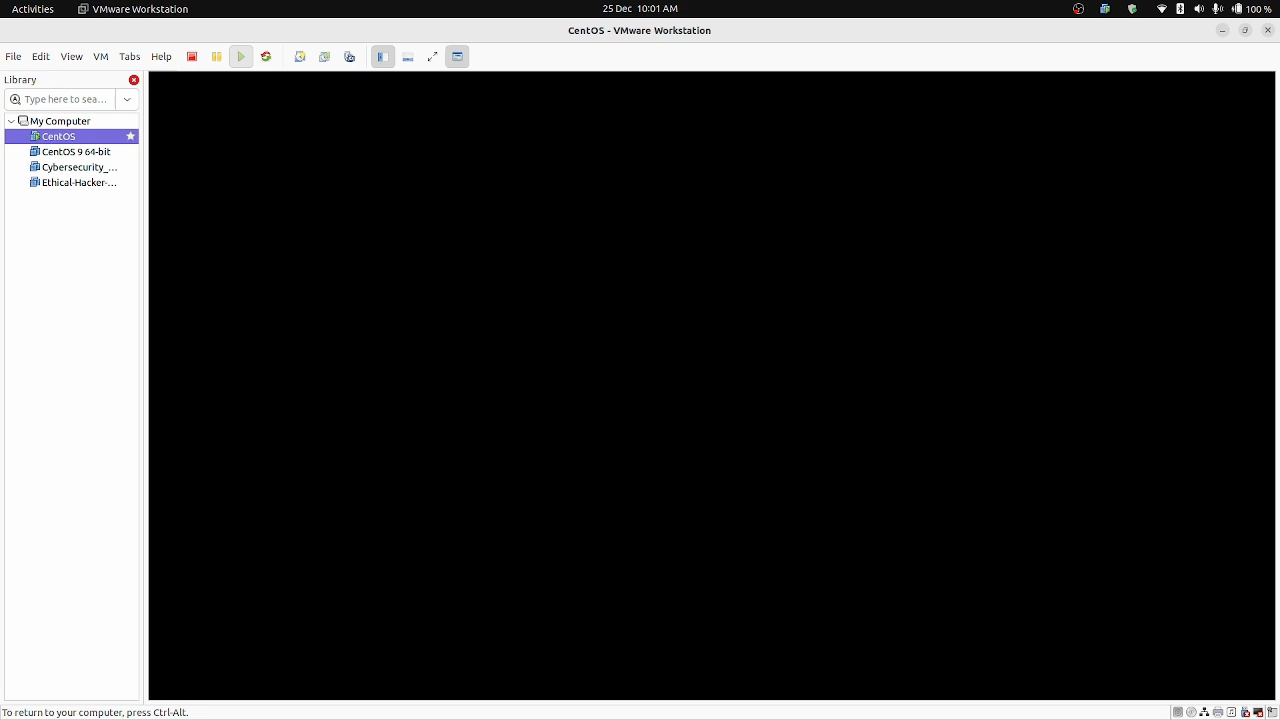 Activities VMware Workstation 25 Dec 10:01 AM 100 %
CentOS - VMware Workstation
File Edit View VM Tabs Help
Library
Type here to sea...
My Computer
CentOS
CentOS 9 64-bit
Cybersecurity_...
Ethical-Hacker-...
To return to your computer, press Ctrl-Alt.